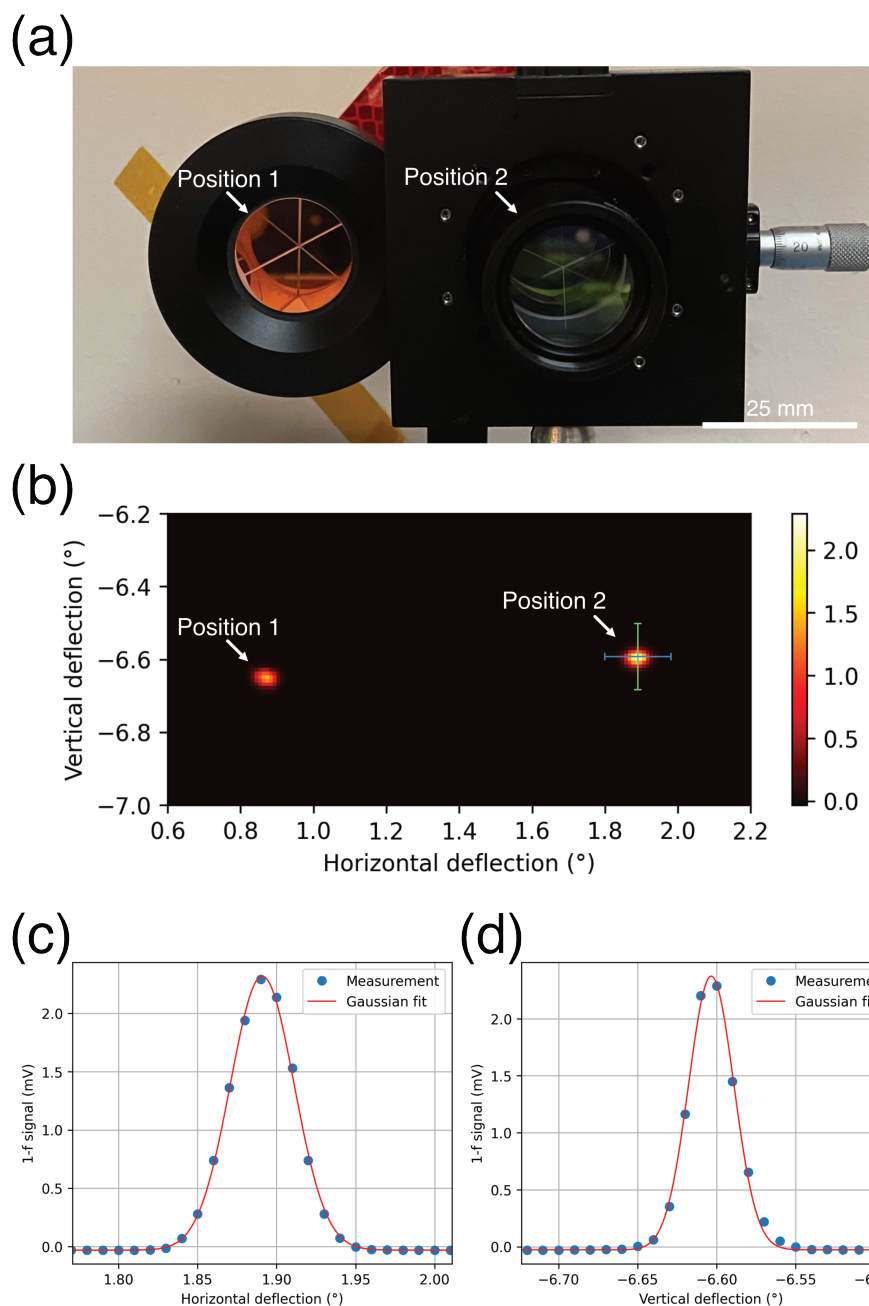 (a)
Position 1
Position 2
20
25 mm
(b)
Position 1
Position 2
Vertical deflection (°)
−6.2
−6.4
−6.6
−6.8
−7.0
0.6 0.8 1.0 1.2 1.4 1.6 1.8 2.0 2.2
Horizontal deflection (°)
2.0
1.5
1.0
0.5
0.0
(c)
Measurement
Gaussian fit
1-f signal (mV)
2.0
1.5
1.0
0.5
0.0
1.80 1.85 1.90 1.95 2.00
Horizontal deflection (°)
(d)
Measureme
Gaussian fi
1-f signal (mV)
2.0
1.5
1.0
0.5
0.0
−6.70 −6.65 −6.60 −6.55 −6
Vertical deflection (°)